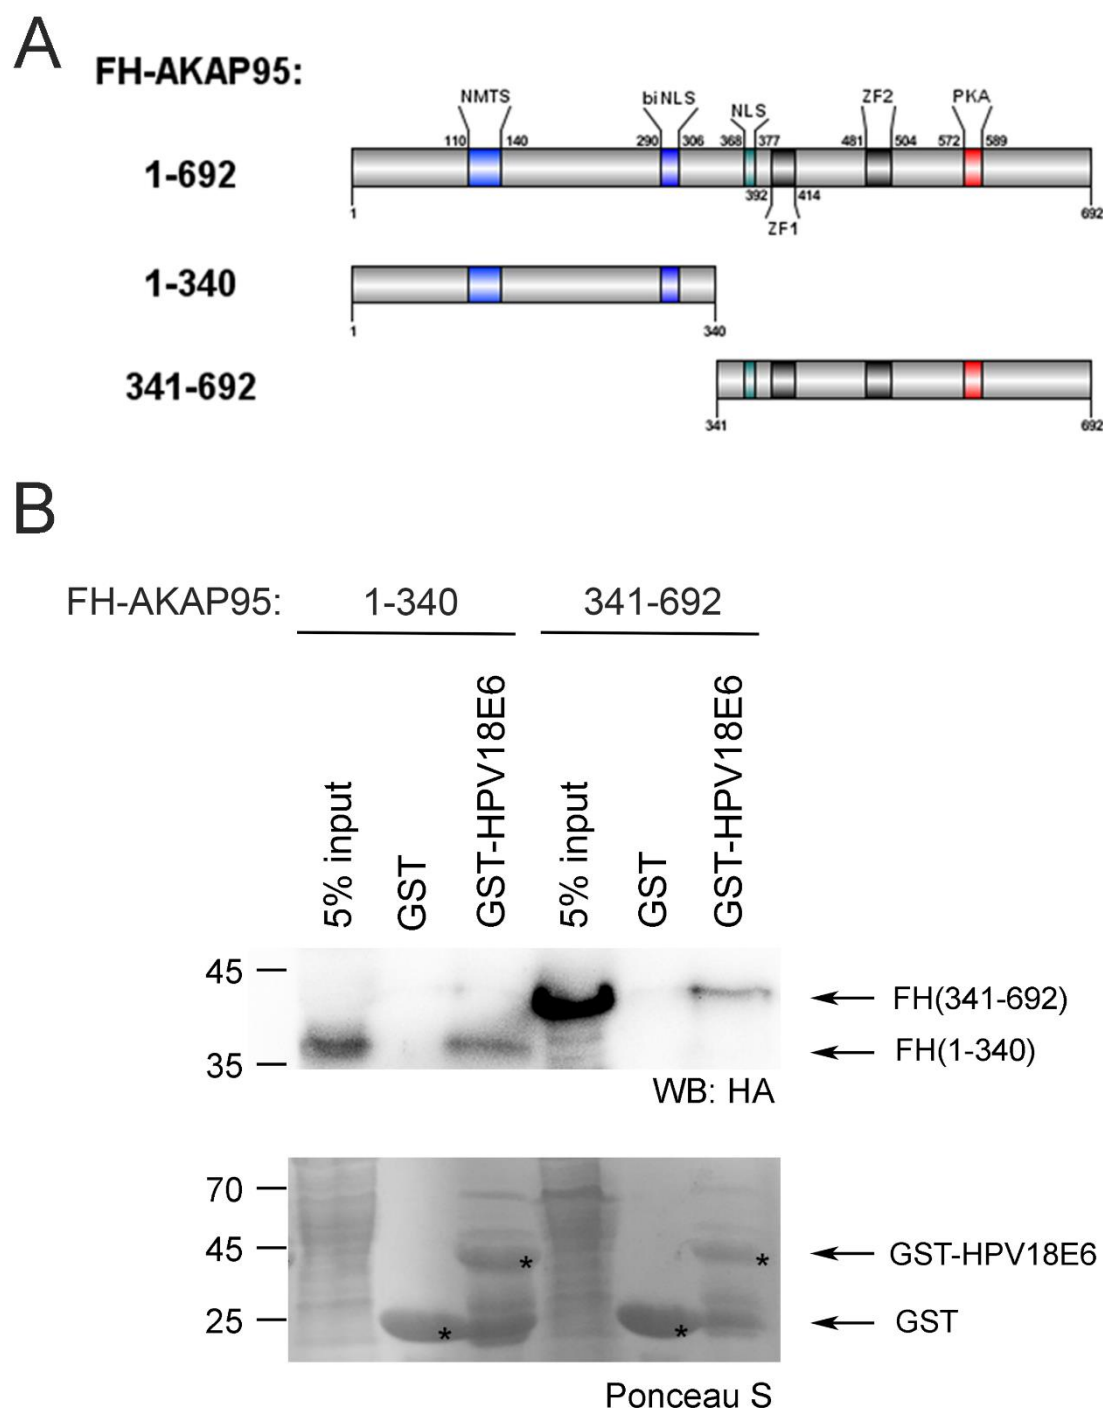 A
FH-AKAP95:
NMTS biNLS NLS ZF2 PKA
110 140 290 306 368 377 481 504 572 589
1-692
392 414
1 692
ZF1
1-340
1 340
341-692
341 692
B
FH-AKAP95: 1-340 341-692
5% input
GST
GST-HPV18E6
5% input
GST
GST-HPV18E6
45
FH(341-692)
FH(1-340)
35
WB: HA
70
45 * * GST-HPV18E6
25 * * GST
Ponceau S